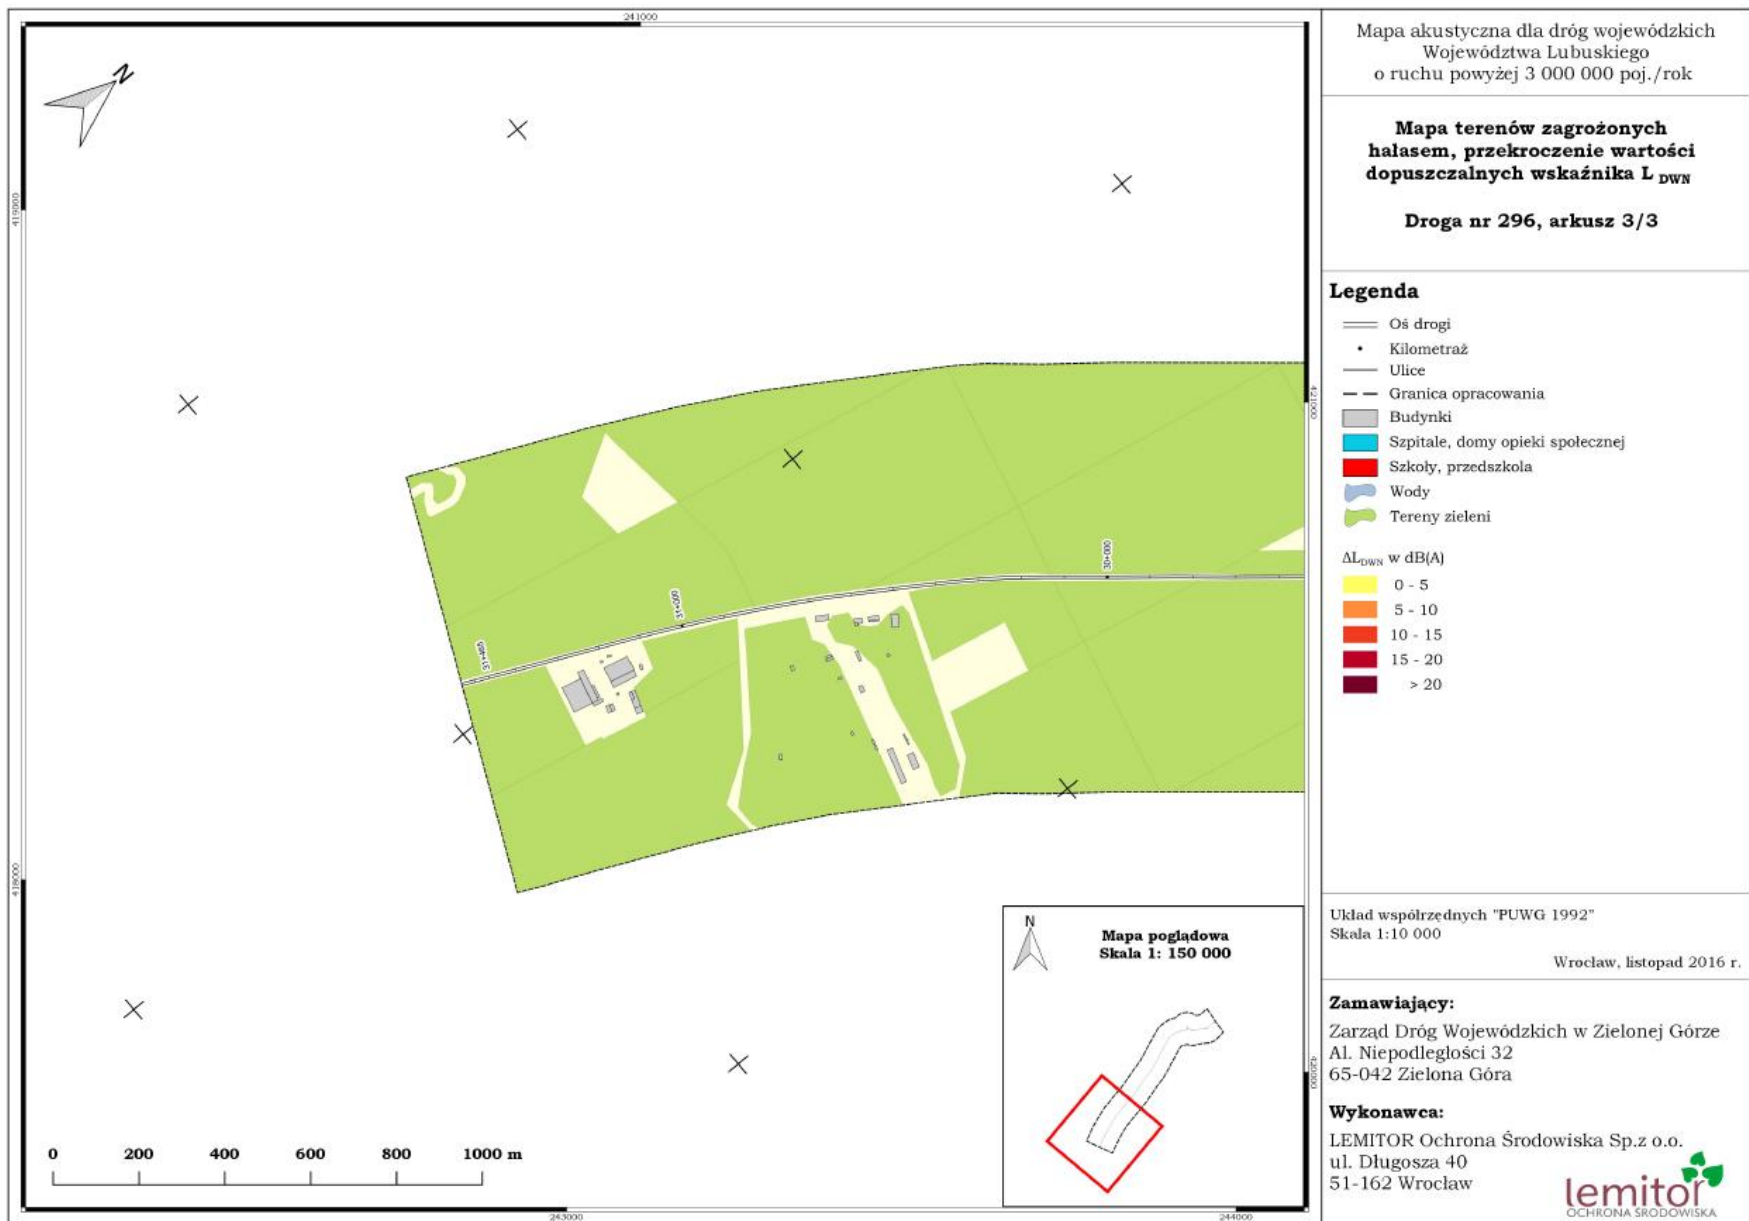 241000
N
419000
421000
30+000
31+000
31+485
418000
420000
243000
244000
0 200 400 600 800 1000 m
N
Mapa poglądowa
Skala 1: 150 000
Mapa akustyczna dla dróg wojewódzkich
Województwa Lubuskiego
o ruchu powyżej 3 000 000 poj./rok
Mapa terenów zagrożonych
hałasem, przekroczenie wartości
dopuszczalnych wskaźnika L DWN
Droga nr 296, arkusz 3/3
Legenda
Oś drogi
Kilometraż
Ulice
Granica opracowania
Budynki
Szpitale, domy opieki społecznej
Szkoły, przedszkola
Wody
Tereny zieleni
ΔLDWN w dB(A)
0 - 5
5 - 10
10 - 15
15 - 20
> 20
Układ współrzędnych "PUWG 1992"
Skala 1:10 000
Wrocław, listopad 2016 r.
Zamawiający:
Zarząd Dróg Wojewódzkich w Zielonej Górze
Al. Niepodległości 32
65-042 Zielona Góra
Wykonawca:
LEMITOR Ochrona Środowiska Sp.z o.o.
ul. Długosza 40
51-162 Wrocław
lemitor
OCHRONA ŚRODOWISKA